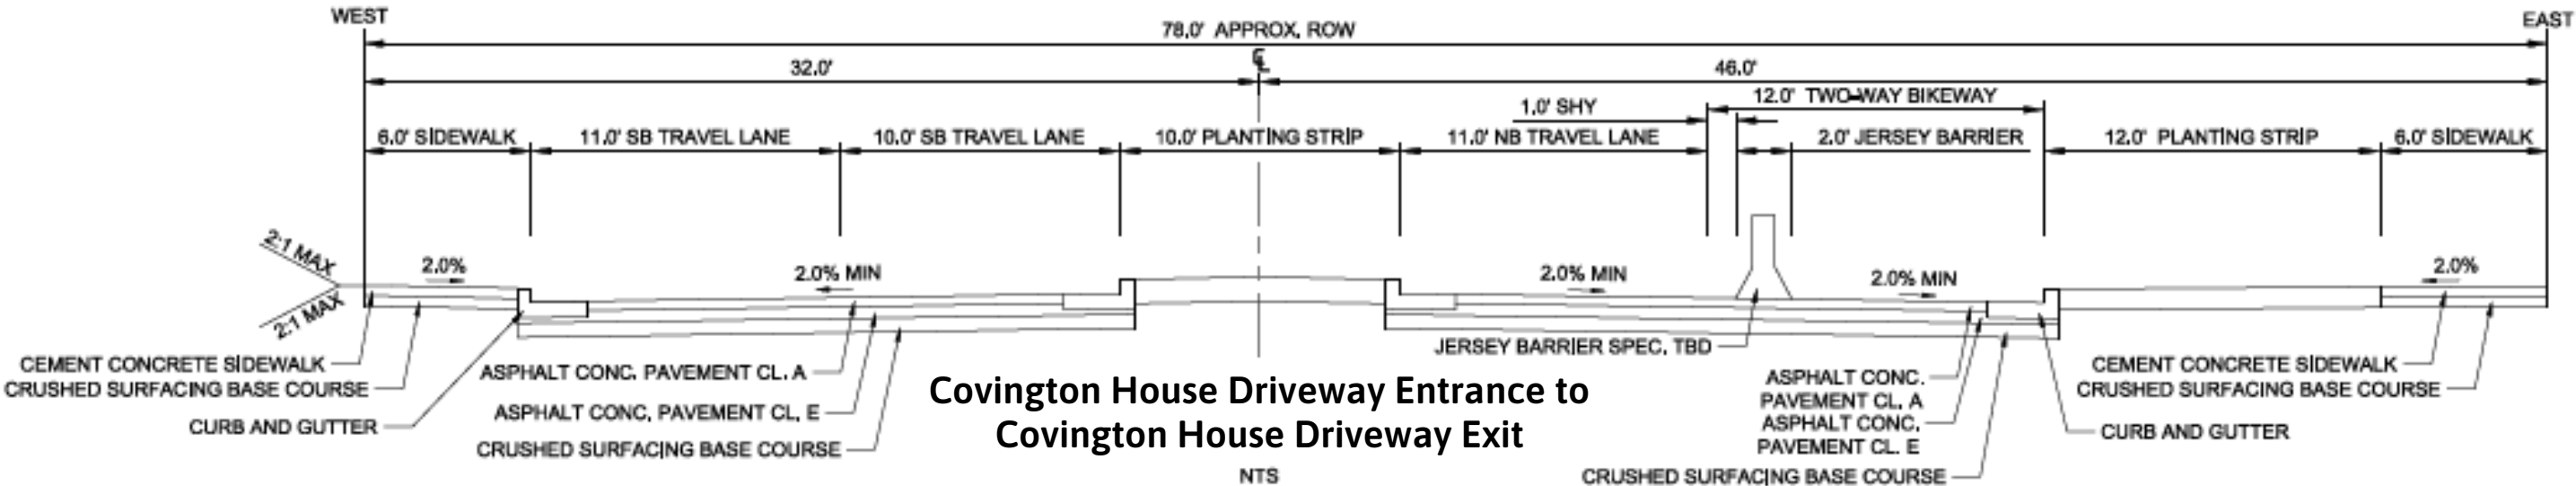 WEST
EAST
78.0' APPROX. ROW
℄
32.0'
46.0'
1.0' SHY
12.0' TWO-WAY BIKEWAY
6.0' SIDEWALK
11.0' SB TRAVEL LANE
10.0' SB TRAVEL LANE
10.0' PLANTING STRIP
11.0' NB TRAVEL LANE
2.0' JERSEY BARRIER
12.0' PLANTING STRIP
6.0' SIDEWALK
2:1 MAX
2:1 MAX
2.0%
2.0% MIN
2.0% MIN
2.0% MIN
2.0%
CEMENT CONCRETE SIDEWALK
CRUSHED SURFACING BASE COURSE
CURB AND GUTTER
ASPHALT CONC. PAVEMENT CL. A
ASPHALT CONC. PAVEMENT CL. E
CRUSHED SURFACING BASE COURSE
Covington House Driveway Entrance to
Covington House Driveway Exit
NTS
JERSEY BARRIER SPEC. TBD
ASPHALT CONC.
PAVEMENT CL. A
ASPHALT CONC.
PAVEMENT CL. E
CRUSHED SURFACING BASE COURSE
CEMENT CONCRETE SIDEWALK
CRUSHED SURFACING BASE COURSE
CURB AND GUTTER